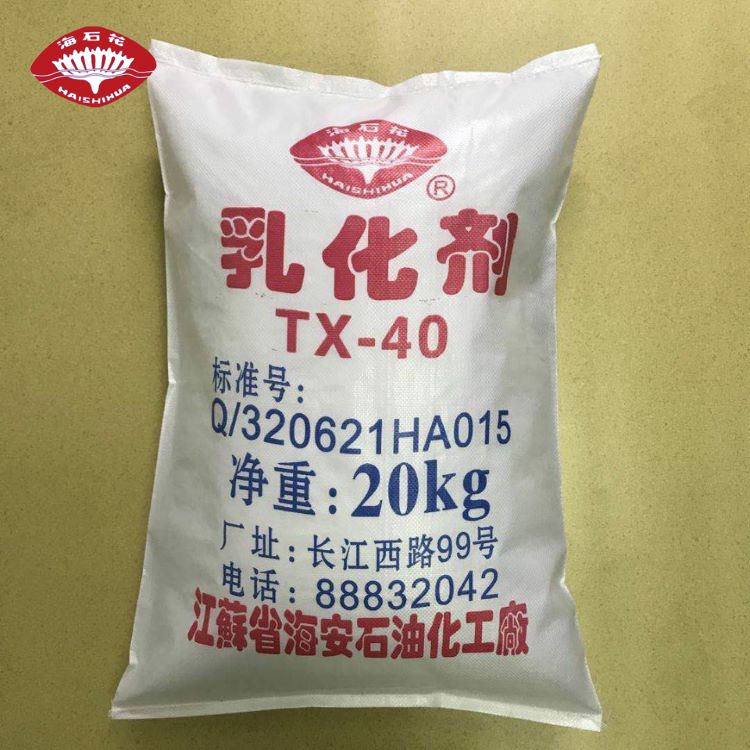 海石花
HAISHIHUA
海石花
HAISHIHUA
®
乳化剂
TX-40
标准号:
Q/320621HA015
净重:20kg
厂址:长江西路99号
电话:88832042
江蘇省海安石油化工廠